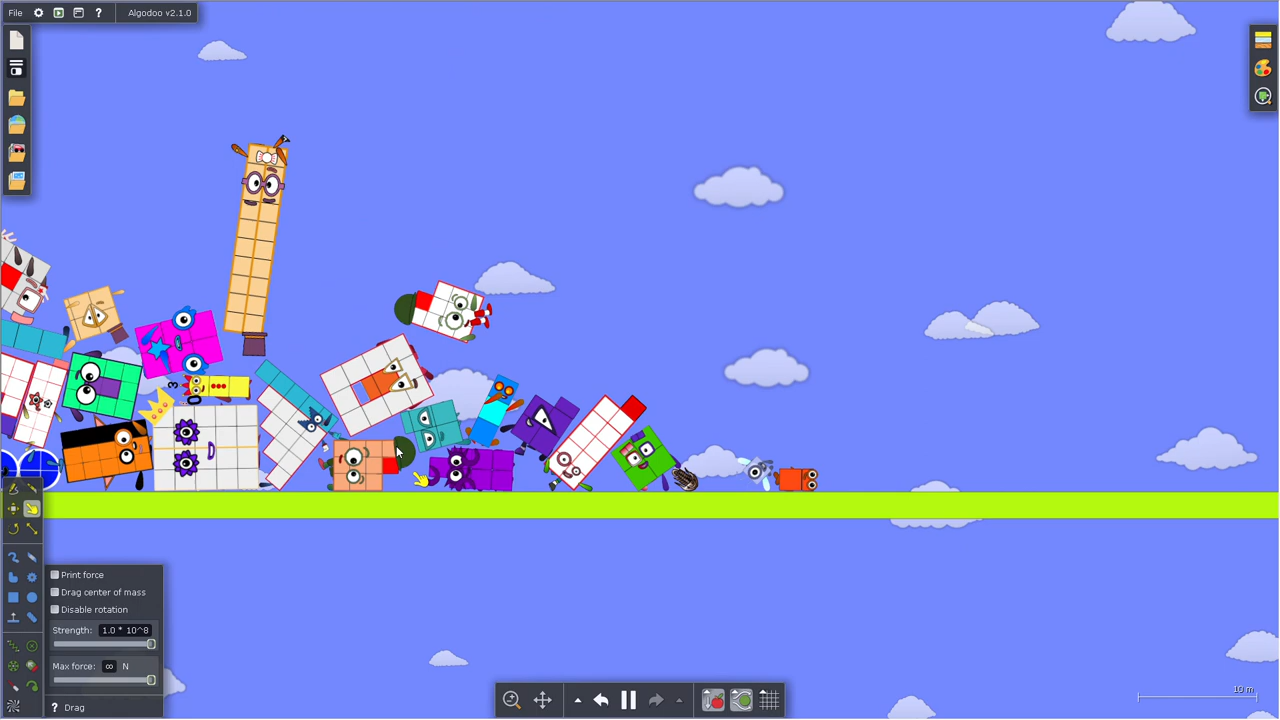 File ? Algodoo v2.1.0
Print force
Drag center of mass
Disable rotation
Strength: 1.0 * 10^8
Max force: ∞ N
? Drag
10 m